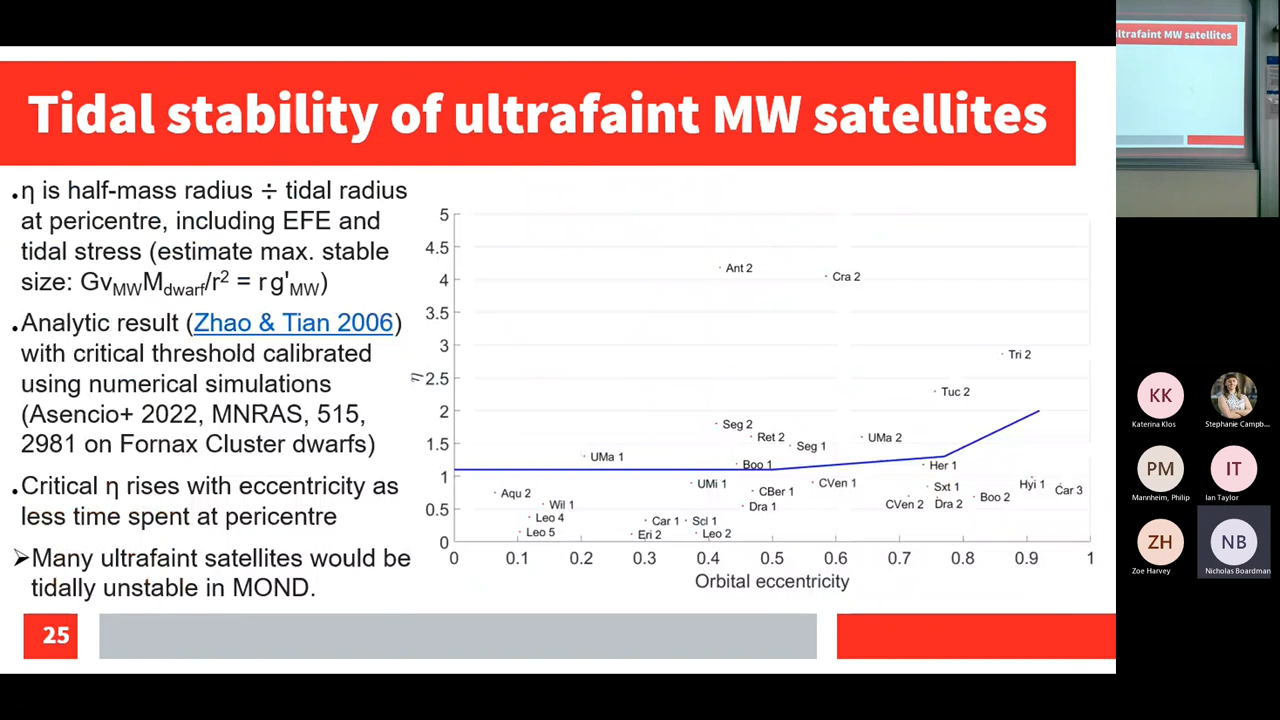 Tidal stability of ultrafaint MW satellites
.η is half-mass radius ÷ tidal radius
at pericentre, including EFE and
tidal stress (estimate max. stable
size: GvMWMdwarf/r2 = r g'MW)
.Analytic result (Zhao & Tian 2006)
with critical threshold calibrated
using numerical simulations
(Asencio+ 2022, MNRAS, 515,
2981 on Fornax Cluster dwarfs)
.Critical η rises with eccentricity as
less time spent at pericentre
➢Many ultrafaint satellites would be
tidally unstable in MOND.
25
5
4.5
4
3.5
3
2.5
2
1.5
1
0.5
0
η
Ant 2
Cra 2
Tri 2
Tuc 2
Seg 2
Ret 2
Seg 1
UMa 2
UMa 1
Boo 1
Her 1
UMi 1
CBer 1
CVen 1
Sxt 1
Hyi 1
Car 3
Aqu 2
Wil 1
Dra 1
CVen 2
Dra 2
Boo 2
Leo 4
Car 1
Scl 1
Leo 5
Eri 2
Leo 2
0 0.1 0.2 0.3 0.4 0.5 0.6 0.7 0.8 0.9 1
Orbital eccentricity
ltrafaint MW satellites
KK
Katerina Klos
Stephanie Campb...
PM
Mannheim, Philip
IT
Ian Taylor
ZH
Zoe Harvey
NB
Nicholas Boardman